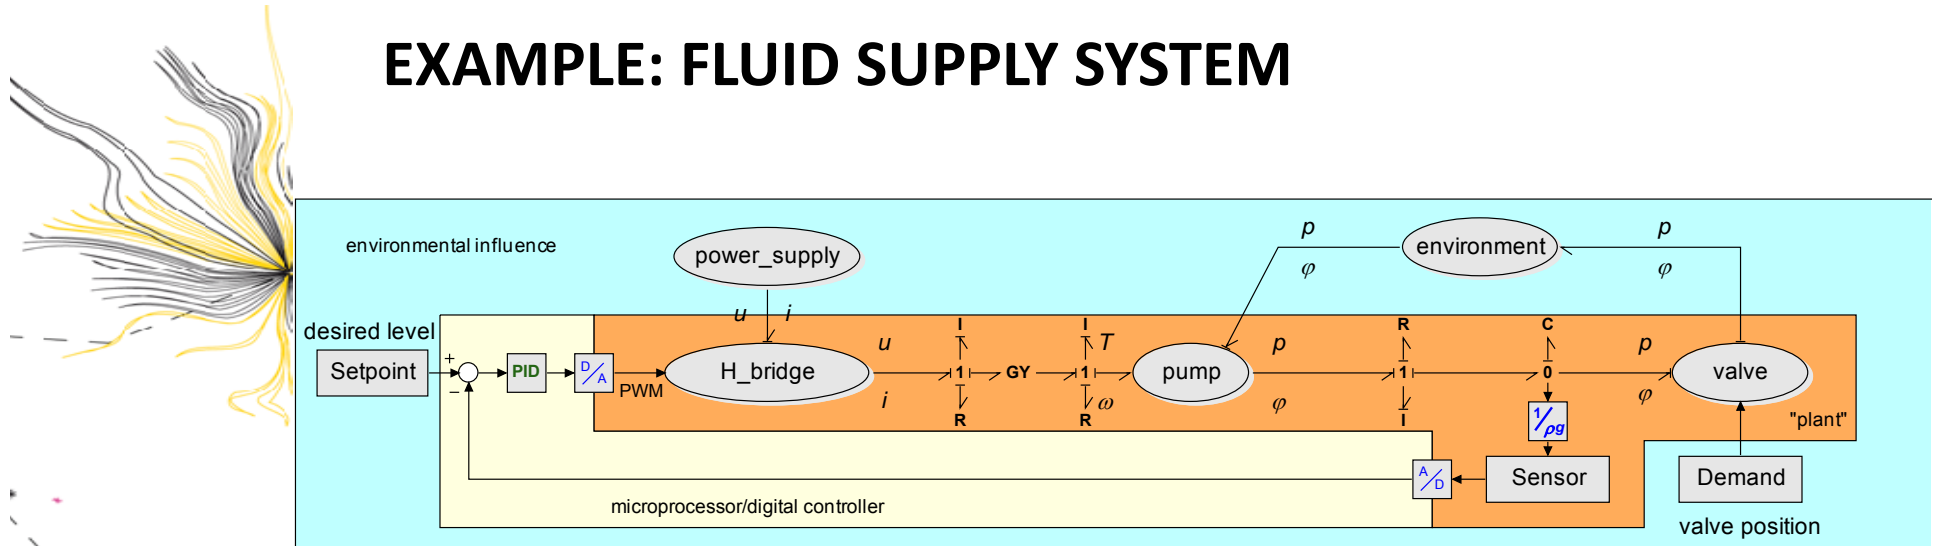 EXAMPLE: FLUID SUPPLY SYSTEM
environmental influence
power_supply
p
φ
environment
p
φ
u i
desired level
Setpoint
+
−
PID
D/A
PWM
H_bridge
u
i
I
1
R
GY
I
1
R
T
ω
pump
p
φ
R
1
I
C
0
1/ρg
p
φ
valve
"plant"
A/D
Sensor
Demand
microprocessor/digital controller
valve position